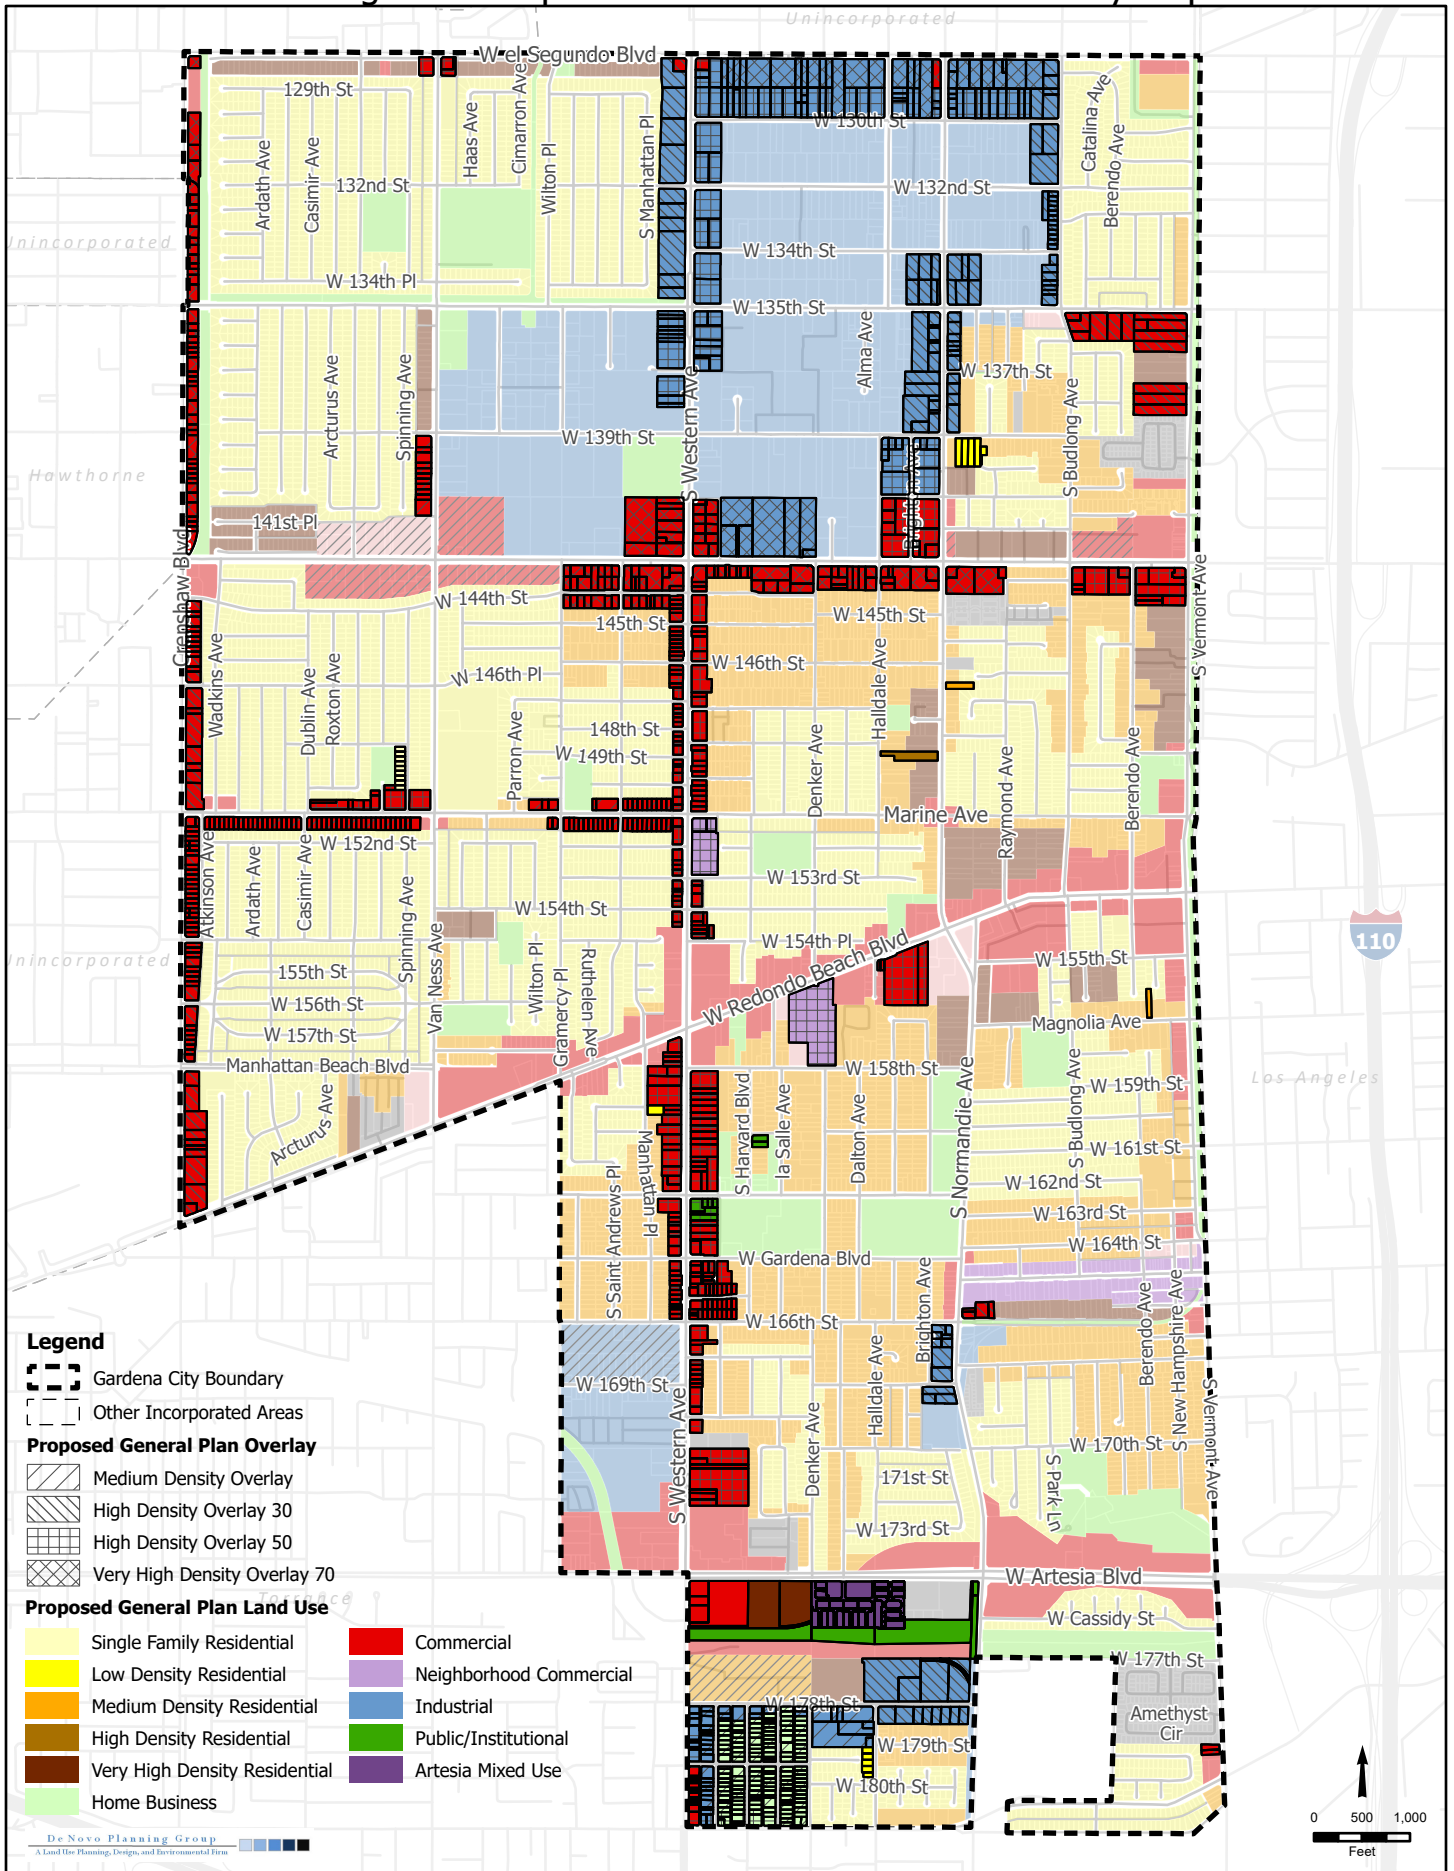 Unincorporated
W el Segundo Blvd
129th St
Haas Ave
Cimarron Ave
W 130th St
Catalina Ave
Ardath Ave
Casimir Ave
132nd St
Wilton Pl
S Manhattan Pl
W 132nd St
Berendo Ave
Unincorporated
W 134th St
W 134th Pl
W 135th St
Arcturus Ave
Spinning Ave
S Western Ave
Alma Ave
W 137th St
S Budlong Ave
W 139th St
Hawthorne
Brighton Ave
141st Pl
Crenshaw Blvd
S Vermont Ave
W 144th St
145th St
W 145th St
Wadkins Ave
W 146th St
W 146th Pl
Dublin Ave
Roxton Ave
Halldale Ave
148th St
Parron Ave
W 149th St
Denker Ave
Raymond Ave
Berendo Ave
Marine Ave
W 152nd St
Atkinson Ave
Ardath Ave
Casimir Ave
W 153rd St
Spinning Ave
W 154th St
110
W 154th Pl
W Redondo Beach Blvd
Unincorporated
155th St
Van Ness Ave
Wilton Pl
Gramercy Pl
Ruthelen Ave
W 155th St
W 156th St
Magnolia Ave
W 157th St
Manhattan Beach Blvd
W 158th St
Los Angeles
W 159th St
Arcturus Ave
Manhattan Pl
S Harvard Blvd
la Salle Ave
Dalton Ave
S Normandie Ave
S Budlong Ave
W 161st St
W 162nd St
S Saint Andrews Pl
W 163rd St
W 164th St
W Gardena Blvd
Brighton Ave
Berendo Ave
S New Hampshire Ave
W 166th St
Halldale Ave
W 169th St
S Western Ave
Denker Ave
S Vermont Ave
W 170th St
171st St
S Park Ln
W 173rd St
W Artesia Blvd
Torrance
W Cassidy St
W 177th St
W 178th St
Amethyst
Cir
W 179th St
W 180th St
Legend
Gardena City Boundary
Other Incorporated Areas
Proposed General Plan Overlay
Medium Density Overlay
High Density Overlay 30
High Density Overlay 50
Very High Density Overlay 70
Proposed General Plan Land Use
Single Family Residential
Low Density Residential
Medium Density Residential
High Density Residential
Very High Density Residential
Home Business
Commercial
Neighborhood Commercial
Industrial
Public/Institutional
Artesia Mixed Use
De Novo Planning Group
A Land Use Planning, Design, and Environmental Firm
0 500 1,000
Feet